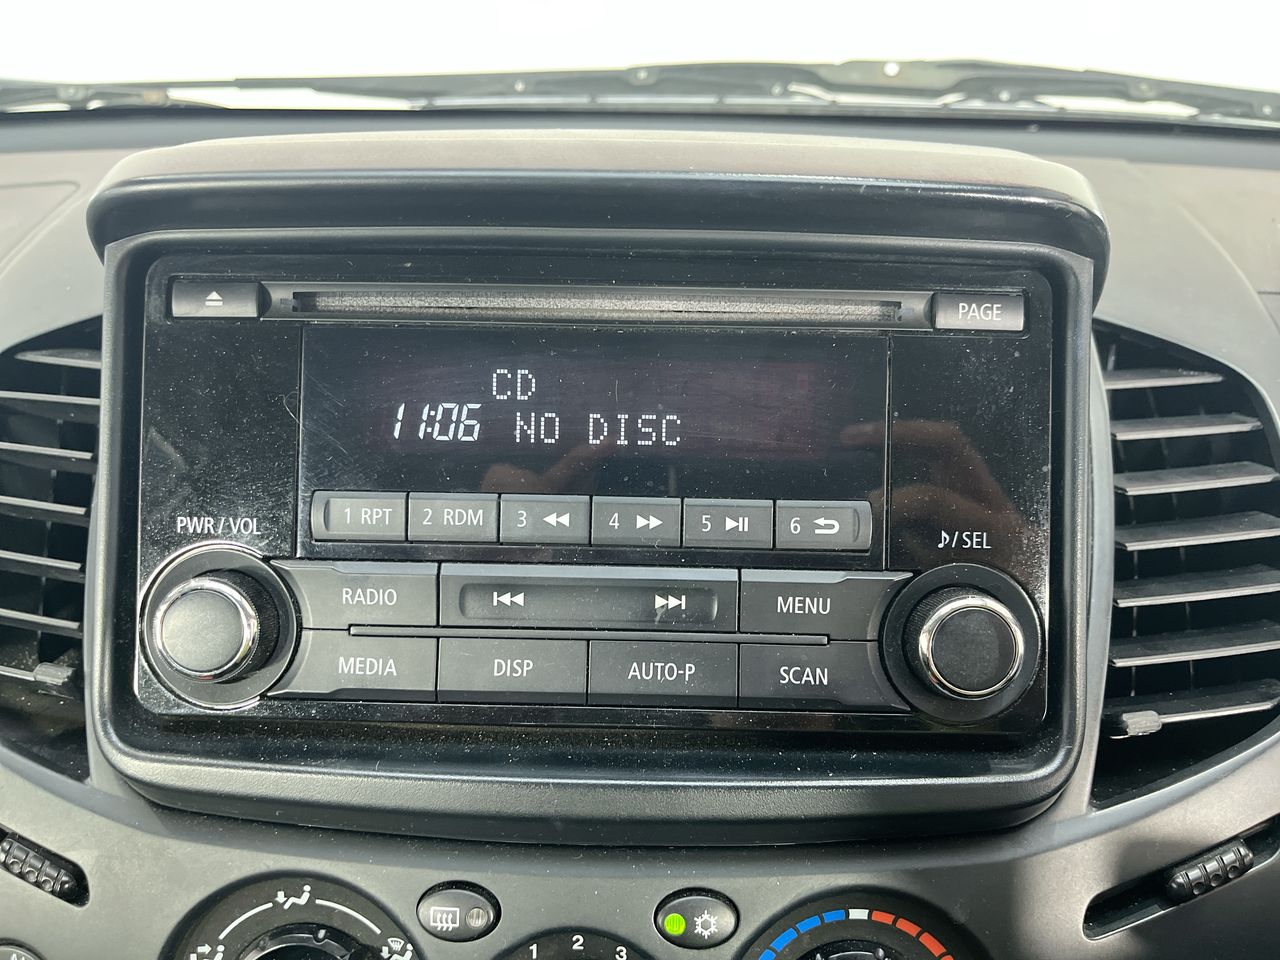 PAGE
CD
11:06 NO DISC
1 RPT 2 RDM 3 4 5 6
PWR / VOL
/ SEL
RADIO MENU
MEDIA DISP AUTO-P SCAN
1 2 3